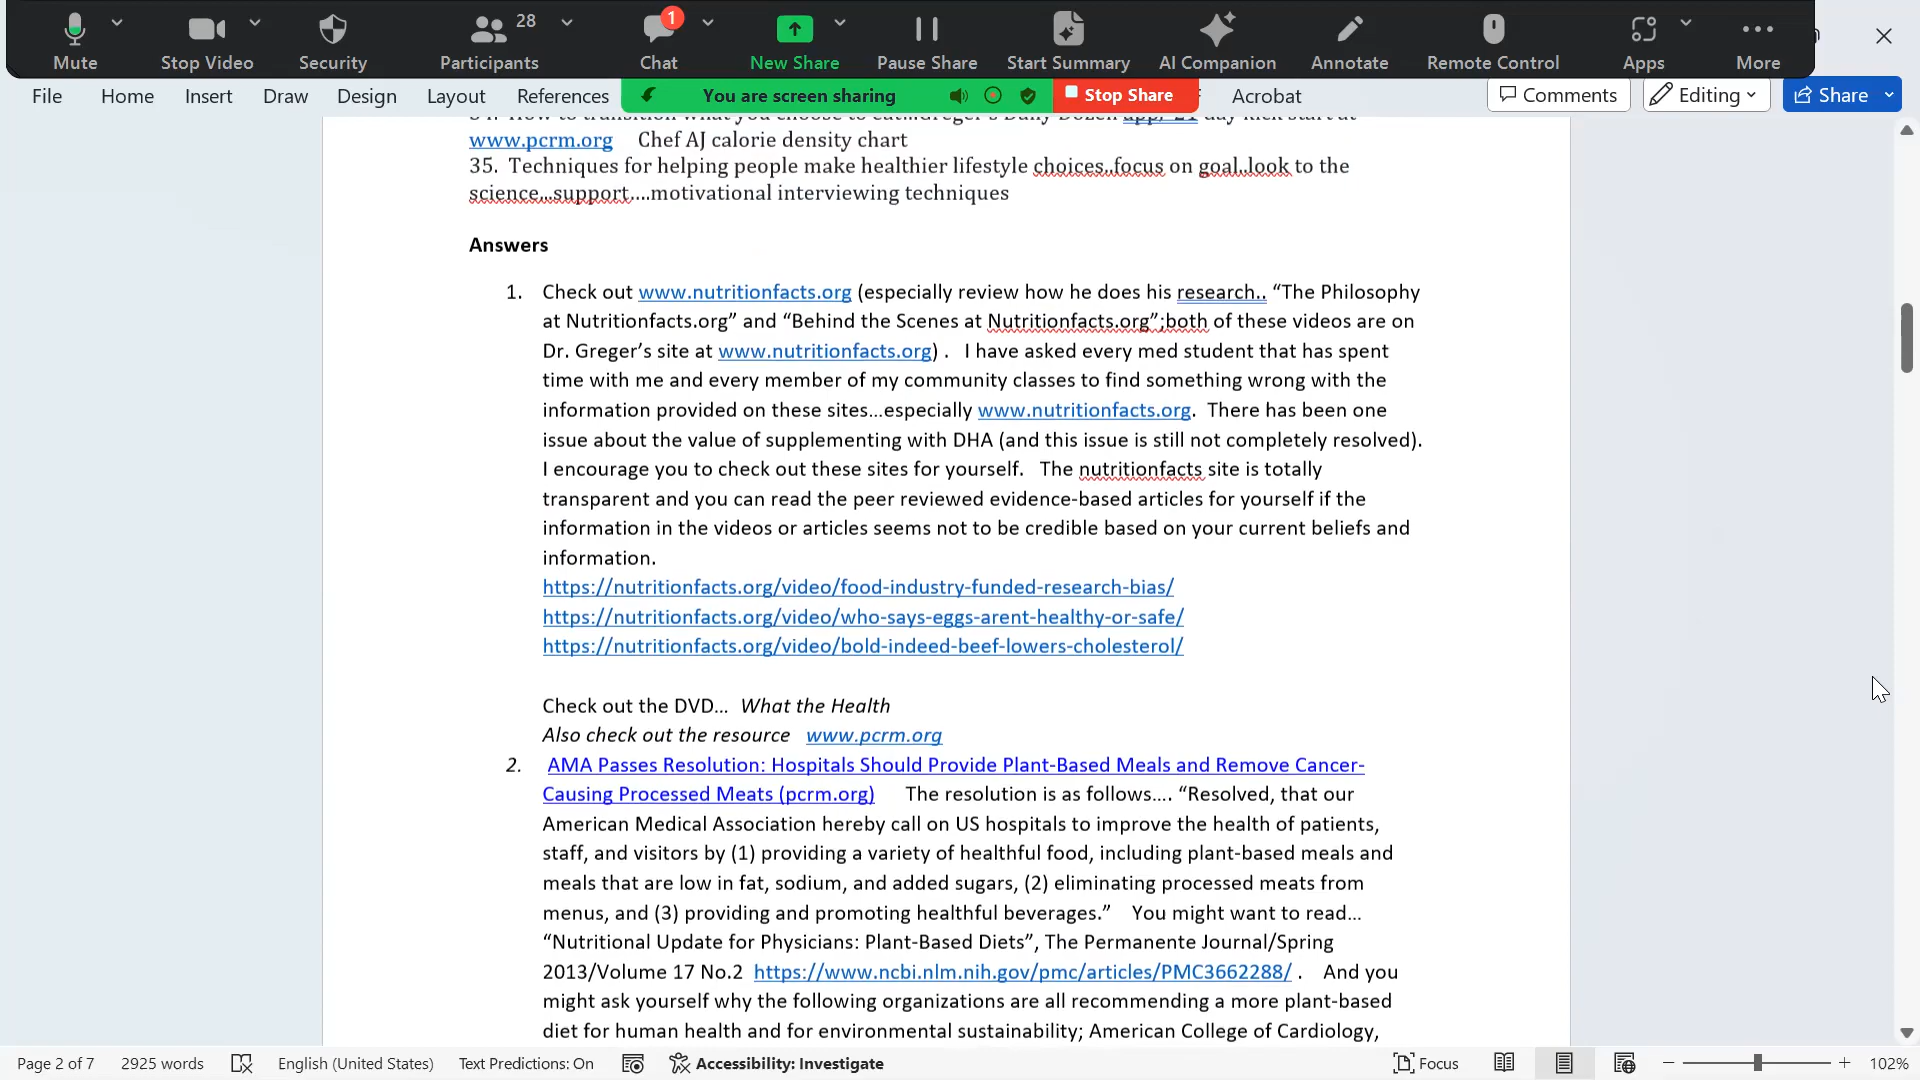 28
1
Mute
Stop Video
Security
Participants
Chat
New Share
Pause Share
Start Summary
AI Companion
Annotate
Remote Control
Apps
More
File
Home
Insert
Draw
Design
Layout
References
You are screen sharing
Stop Share
Acrobat
Comments
Editing
Share
34. How to transition what you choose to eat...Greger's Daily Dozen app, 21 day kick start at
www.pcrm.org Chef AJ calorie density chart
35. Techniques for helping people make healthier lifestyle choices..focus on goal..look to the
science...support....motivational interviewing techniques
Answers
1. Check out www.nutritionfacts.org (especially review how he does his research.. “The Philosophy
at Nutritionfacts.org” and “Behind the Scenes at Nutritionfacts.org”;both of these videos are on
Dr. Greger’s site at www.nutritionfacts.org) . I have asked every med student that has spent
time with me and every member of my community classes to find something wrong with the
information provided on these sites…especially www.nutritionfacts.org. There has been one
issue about the value of supplementing with DHA (and this issue is still not completely resolved).
I encourage you to check out these sites for yourself. The nutritionfacts site is totally
transparent and you can read the peer reviewed evidence-based articles for yourself if the
information in the videos or articles seems not to be credible based on your current beliefs and
information.
https://nutritionfacts.org/video/food-industry-funded-research-bias/
https://nutritionfacts.org/video/who-says-eggs-arent-healthy-or-safe/
https://nutritionfacts.org/video/bold-indeed-beef-lowers-cholesterol/
Check out the DVD… What the Health
Also check out the resource www.pcrm.org
2. AMA Passes Resolution: Hospitals Should Provide Plant-Based Meals and Remove Cancer-
Causing Processed Meats (pcrm.org) The resolution is as follows…. “Resolved, that our
American Medical Association hereby call on US hospitals to improve the health of patients,
staff, and visitors by (1) providing a variety of healthful food, including plant-based meals and
meals that are low in fat, sodium, and added sugars, (2) eliminating processed meats from
menus, and (3) providing and promoting healthful beverages.” You might want to read…
“Nutritional Update for Physicians: Plant-Based Diets”, The Permanente Journal/Spring
2013/Volume 17 No.2 https://www.ncbi.nlm.nih.gov/pmc/articles/PMC3662288/ . And you
might ask yourself why the following organizations are all recommending a more plant-based
diet for human health and for environmental sustainability; American College of Cardiology,
Page 2 of 7
2925 words
English (United States)
Text Predictions: On
Accessibility: Investigate
Focus
102%